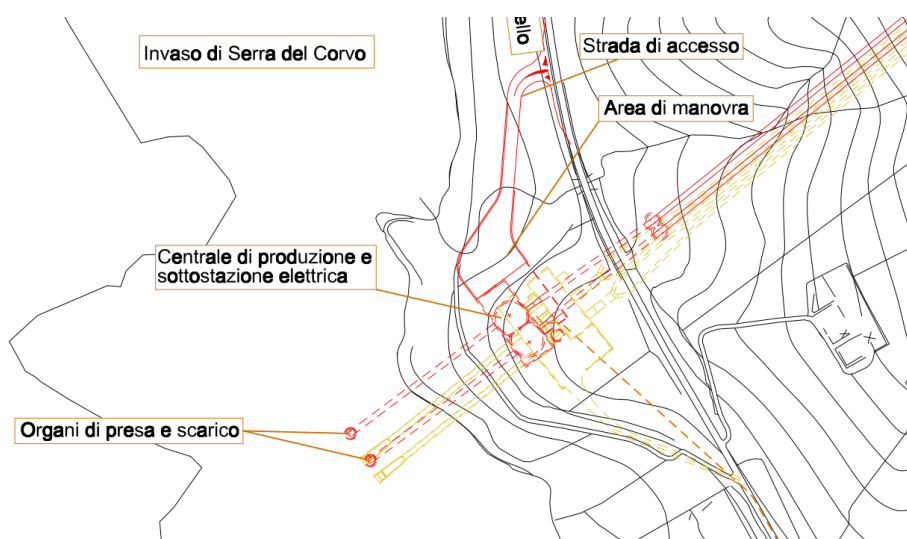 ello
Invaso di Serra del Corvo
Strada di accesso
Area di manovra
Centrale di produzione e
sottostazione elettrica
Organi di presa e scarico